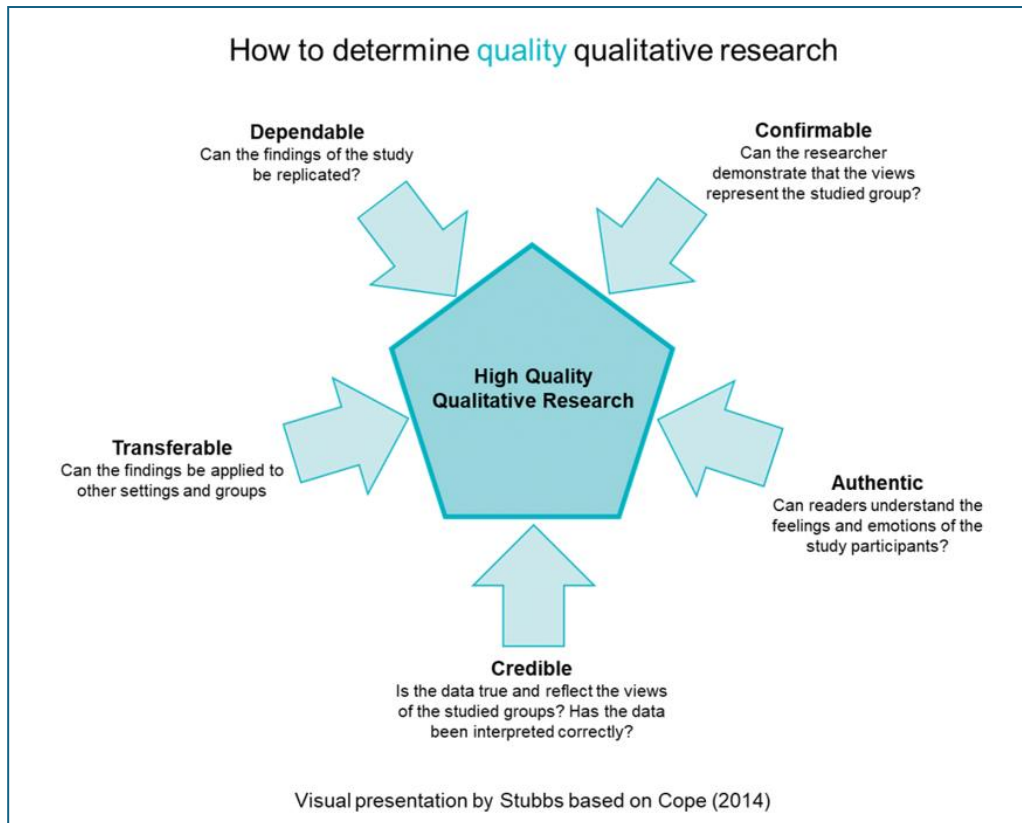 How to determine quality qualitative research
Dependable
Can the findings of the study
be replicated?
Confirmable
Can the researcher
demonstrate that the views
represent the studied group?
High Quality
Qualitative Research
Transferable
Can the findings be applied to
other settings and groups
Authentic
Can readers understand the
feelings and emotions of the
study participants?
Credible
Is the data true and reflect the views
of the studied groups? Has the data
been interpreted correctly?
Visual presentation by Stubbs based on Cope (2014)